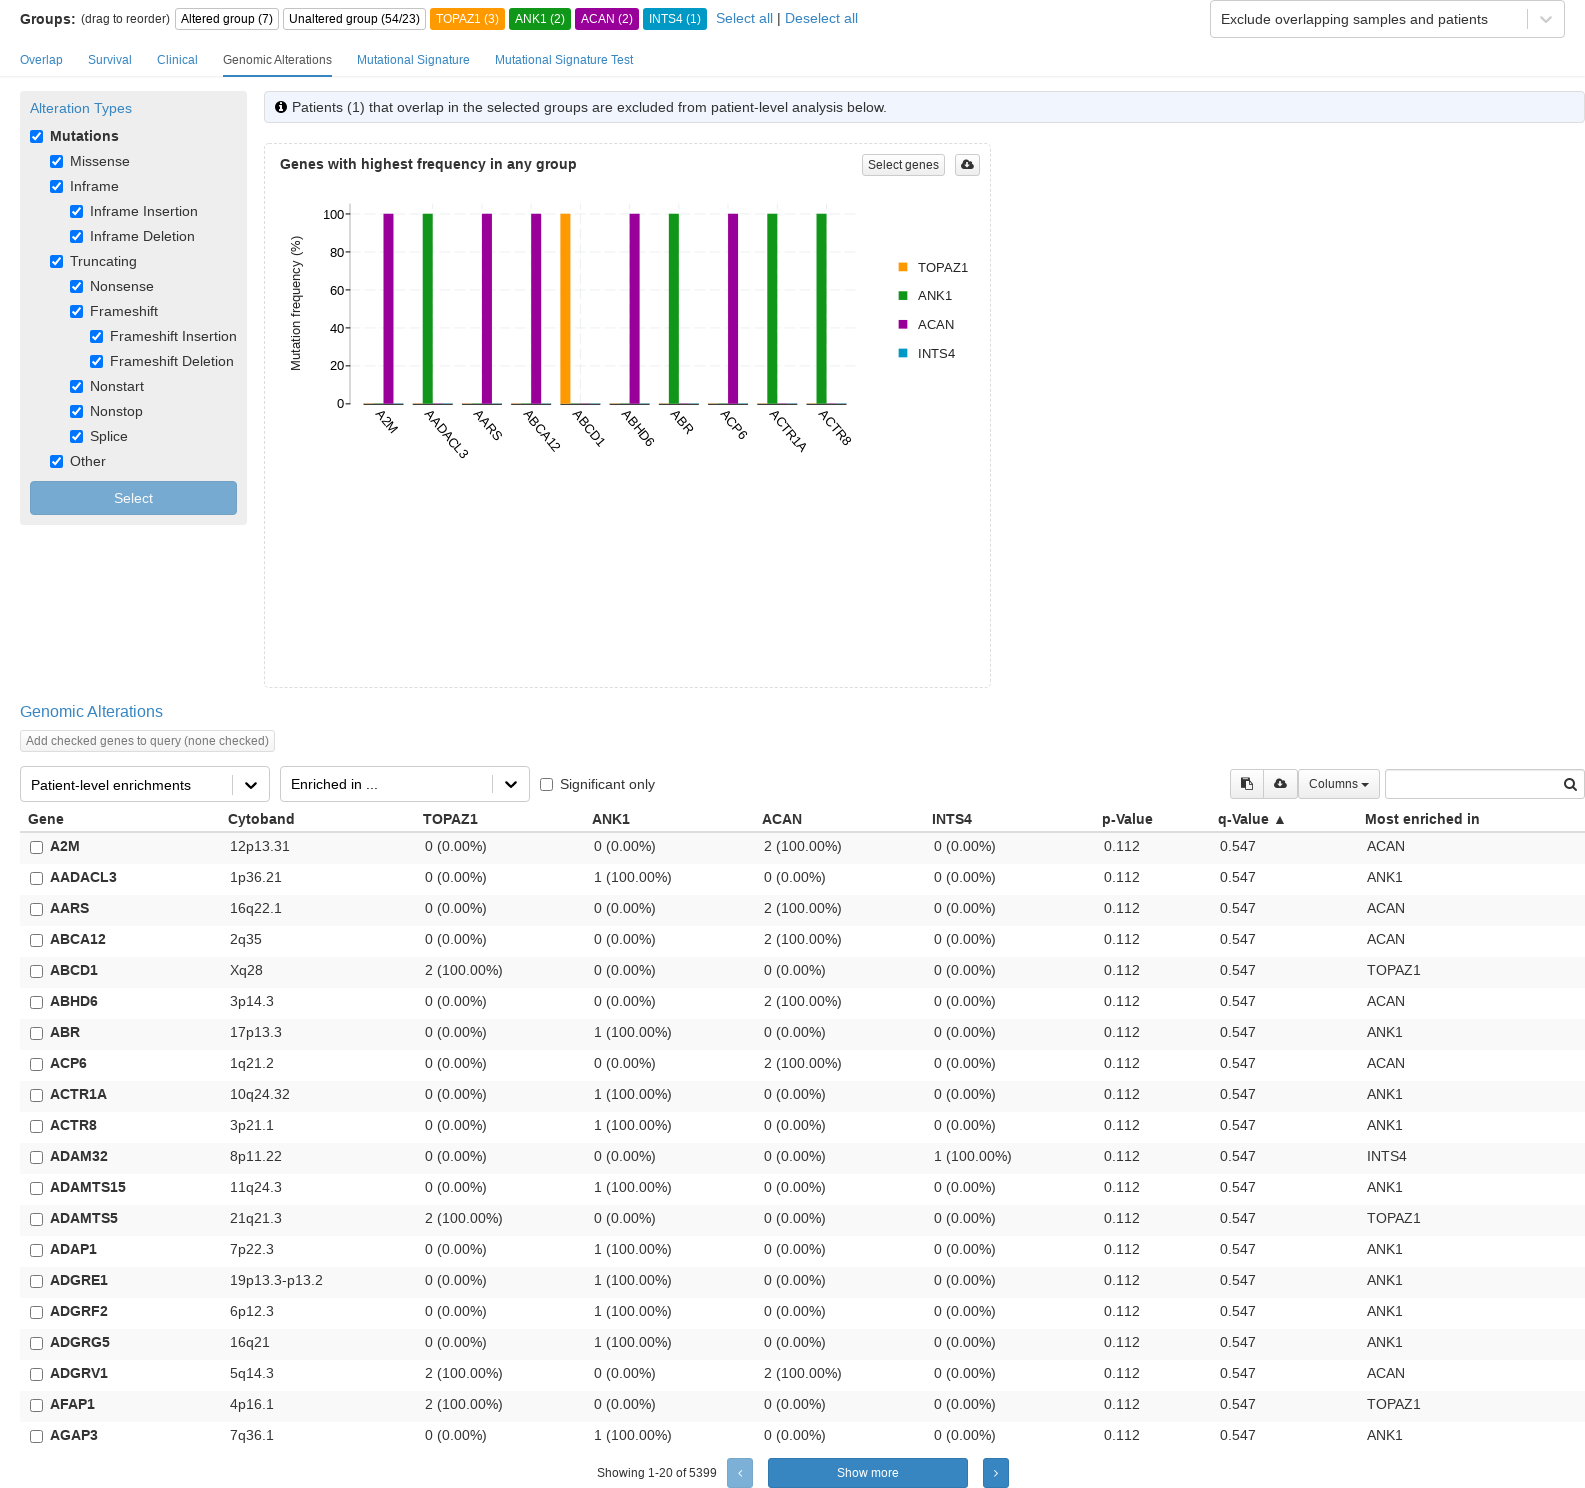 Groups: (drag to reorder) Altered group (7) Unaltered group (54/23) TOPAZ1 (3) ANK1 (2) ACAN (2) INTS4 (1) Select all | Deselect all Exclude overlapping samples and patients
Overlap Survival Clinical Genomic Alterations Mutational Signature Mutational Signature Test
Alteration Types
Mutations
Missense
Inframe
Inframe Insertion
Inframe Deletion
Truncating
Nonsense
Frameshift
Frameshift Insertion
Frameshift Deletion
Nonstart
Nonstop
Splice
Other
Select
Patients (1) that overlap in the selected groups are excluded from patient-level analysis below.
Genes with highest frequency in any group Select genes
Mutation frequency (%)
100
80
60
40
20
0
A2M AADACL3 AARS ABCA12 ABCD1 ABHD6 ABR ACP6 ACTR1A ACTR8
TOPAZ1
ANK1
ACAN
INTS4
Genomic Alterations
Add checked genes to query (none checked)
Patient-level enrichments Enriched in ... Significant only Columns
Gene Cytoband TOPAZ1 ANK1 ACAN INTS4 p-Value q-Value ▲ Most enriched in
A2M 12p13.31 0 (0.00%) 0 (0.00%) 2 (100.00%) 0 (0.00%) 0.112 0.547 ACAN
AADACL3 1p36.21 0 (0.00%) 1 (100.00%) 0 (0.00%) 0 (0.00%) 0.112 0.547 ANK1
AARS 16q22.1 0 (0.00%) 0 (0.00%) 2 (100.00%) 0 (0.00%) 0.112 0.547 ACAN
ABCA12 2q35 0 (0.00%) 0 (0.00%) 2 (100.00%) 0 (0.00%) 0.112 0.547 ACAN
ABCD1 Xq28 2 (100.00%) 0 (0.00%) 0 (0.00%) 0 (0.00%) 0.112 0.547 TOPAZ1
ABHD6 3p14.3 0 (0.00%) 0 (0.00%) 2 (100.00%) 0 (0.00%) 0.112 0.547 ACAN
ABR 17p13.3 0 (0.00%) 1 (100.00%) 0 (0.00%) 0 (0.00%) 0.112 0.547 ANK1
ACP6 1q21.2 0 (0.00%) 0 (0.00%) 2 (100.00%) 0 (0.00%) 0.112 0.547 ACAN
ACTR1A 10q24.32 0 (0.00%) 1 (100.00%) 0 (0.00%) 0 (0.00%) 0.112 0.547 ANK1
ACTR8 3p21.1 0 (0.00%) 1 (100.00%) 0 (0.00%) 0 (0.00%) 0.112 0.547 ANK1
ADAM32 8p11.22 0 (0.00%) 0 (0.00%) 0 (0.00%) 1 (100.00%) 0.112 0.547 INTS4
ADAMTS15 11q24.3 0 (0.00%) 1 (100.00%) 0 (0.00%) 0 (0.00%) 0.112 0.547 ANK1
ADAMTS5 21q21.3 2 (100.00%) 0 (0.00%) 0 (0.00%) 0 (0.00%) 0.112 0.547 TOPAZ1
ADAP1 7p22.3 0 (0.00%) 1 (100.00%) 0 (0.00%) 0 (0.00%) 0.112 0.547 ANK1
ADGRE1 19p13.3-p13.2 0 (0.00%) 1 (100.00%) 0 (0.00%) 0 (0.00%) 0.112 0.547 ANK1
ADGRF2 6p12.3 0 (0.00%) 1 (100.00%) 0 (0.00%) 0 (0.00%) 0.112 0.547 ANK1
ADGRG5 16q21 0 (0.00%) 1 (100.00%) 0 (0.00%) 0 (0.00%) 0.112 0.547 ANK1
ADGRV1 5q14.3 2 (100.00%) 0 (0.00%) 2 (100.00%) 0 (0.00%) 0.112 0.547 ACAN
AFAP1 4p16.1 2 (100.00%) 0 (0.00%) 0 (0.00%) 0 (0.00%) 0.112 0.547 TOPAZ1
AGAP3 7q36.1 0 (0.00%) 1 (100.00%) 0 (0.00%) 0 (0.00%) 0.112 0.547 ANK1
Showing 1-20 of 5399 ‹ Show more ›